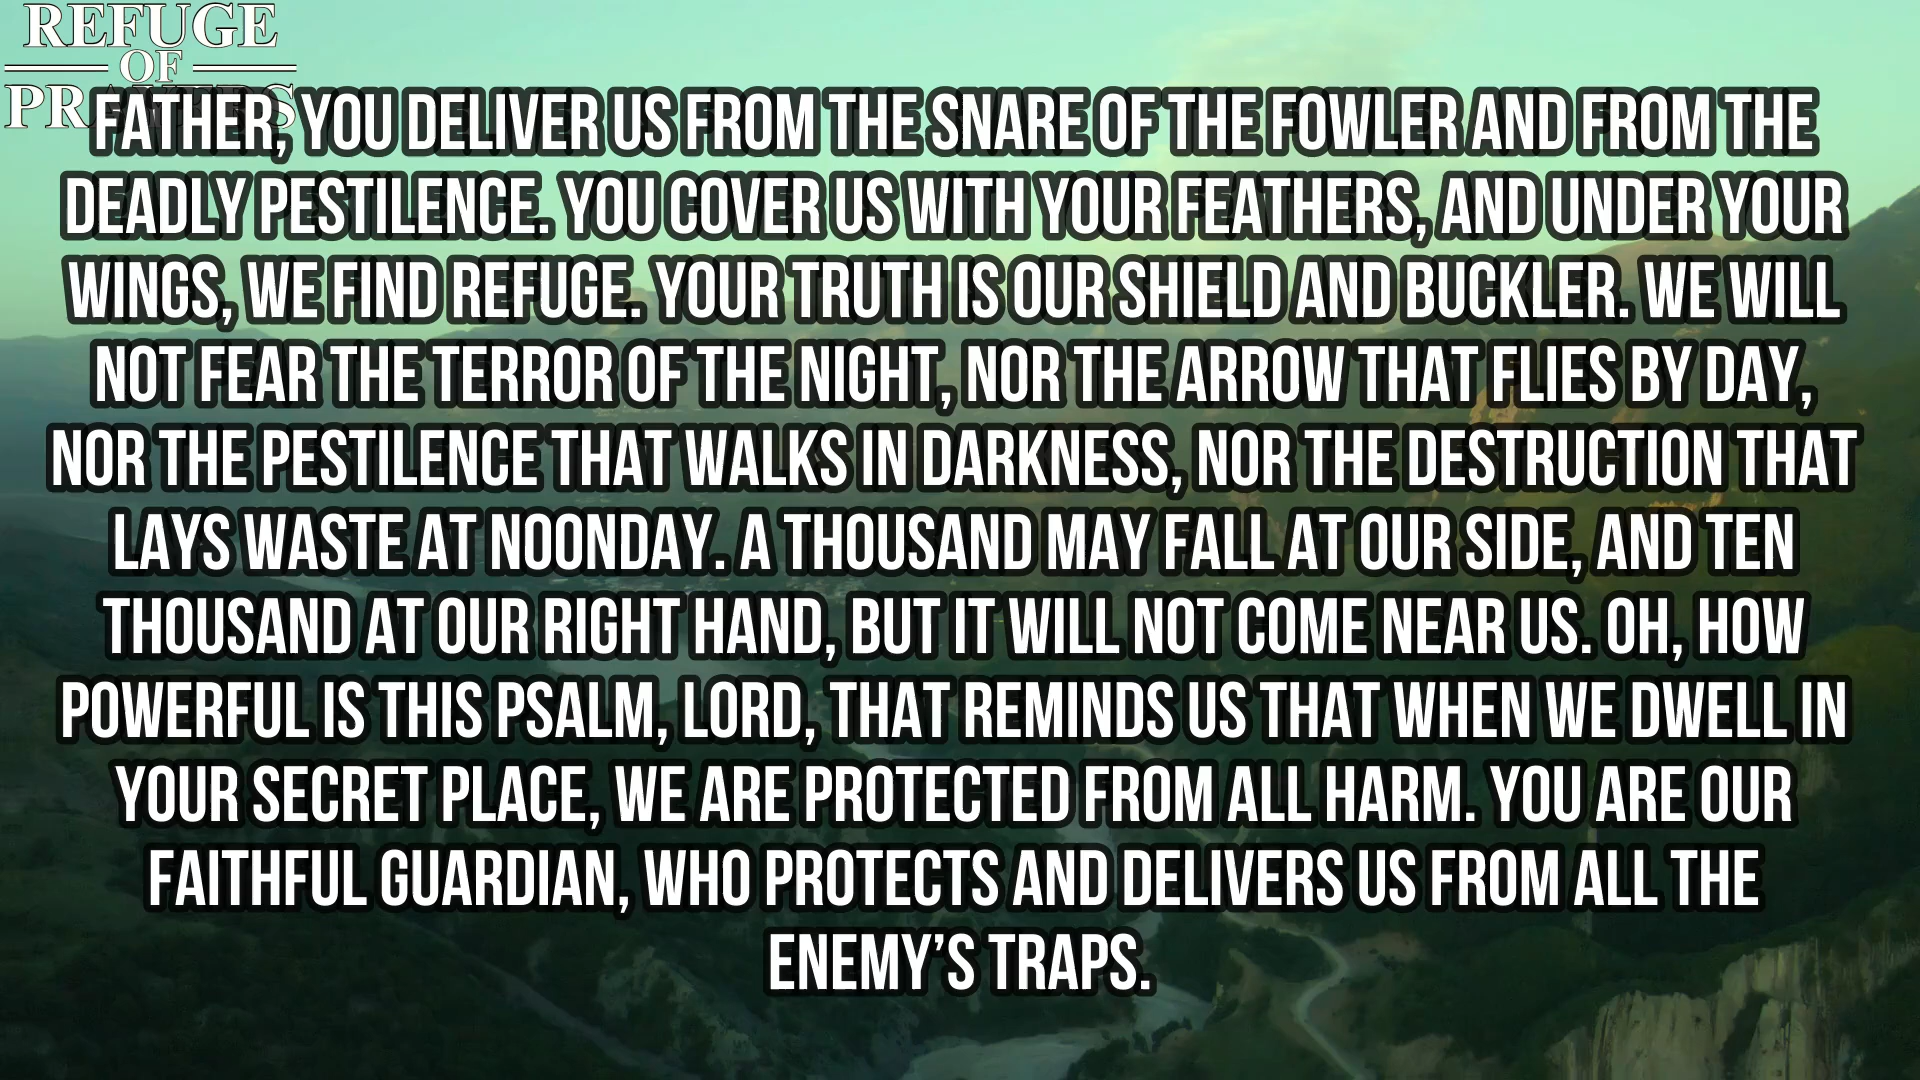 REFUGE
OF
PRAYERS
FATHER, YOU DELIVER US FROM THE SNARE OF THE FOWLER AND FROM THE
DEADLY PESTILENCE. YOU COVER US WITH YOUR FEATHERS, AND UNDER YOUR
WINGS, WE FIND REFUGE. YOUR TRUTH IS OUR SHIELD AND BUCKLER. WE WILL
NOT FEAR THE TERROR OF THE NIGHT, NOR THE ARROW THAT FLIES BY DAY,
NOR THE PESTILENCE THAT WALKS IN DARKNESS, NOR THE DESTRUCTION THAT
LAYS WASTE AT NOONDAY. A THOUSAND MAY FALL AT OUR SIDE, AND TEN
THOUSAND AT OUR RIGHT HAND, BUT IT WILL NOT COME NEAR US. OH, HOW
POWERFUL IS THIS PSALM, LORD, THAT REMINDS US THAT WHEN WE DWELL IN
YOUR SECRET PLACE, WE ARE PROTECTED FROM ALL HARM. YOU ARE OUR
FAITHFUL GUARDIAN, WHO PROTECTS AND DELIVERS US FROM ALL THE
ENEMY’S TRAPS.